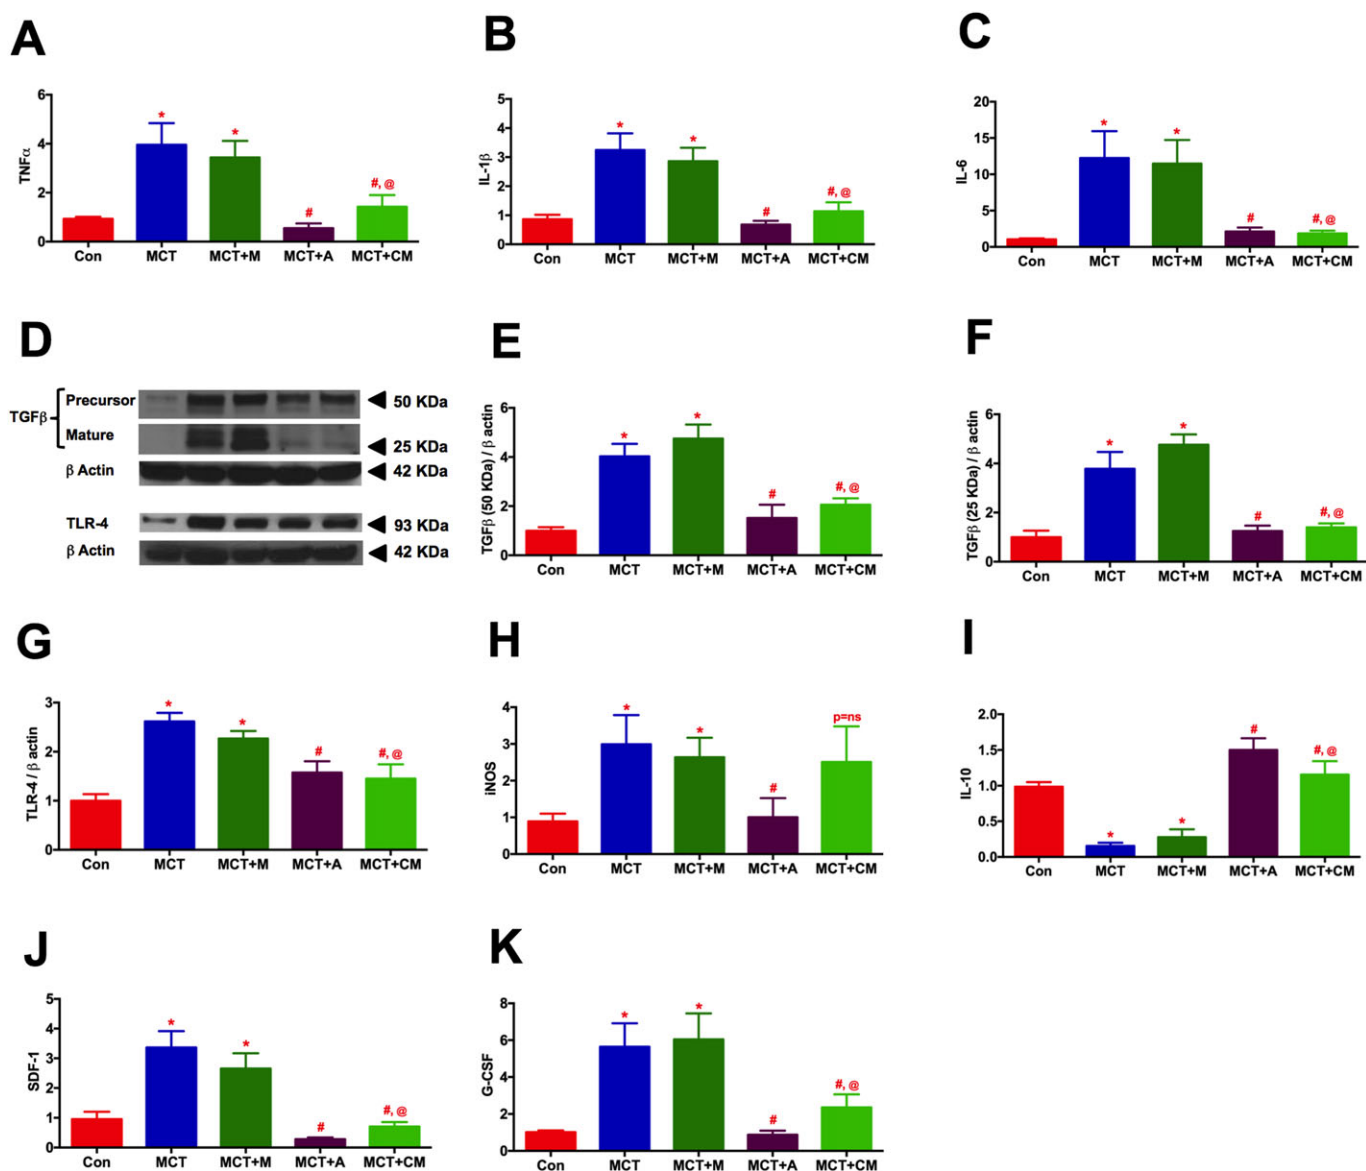 A
TNFα
6
4
2
0
*
*
#
#, @
Con MCT MCT+M MCT+A MCT+CM
B
IL-1β
5
4
3
2
1
0
*
*
#
#, @
Con MCT MCT+M MCT+A MCT+CM
C
IL-6
20
15
10
5
0
*
*
#
#, @
Con MCT MCT+M MCT+A MCT+CM
D
TGFβ
Precursor
50 KDa
Mature
25 KDa
β Actin
42 KDa
TLR-4
93 KDa
β Actin
42 KDa
E
TGFβ (50 KDa) / β actin
6
4
2
0
*
*
#
#, @
Con MCT MCT+M MCT+A MCT+CM
F
TGFβ (25 KDa) / β actin
6
4
2
0
*
*
#
#, @
Con MCT MCT+M MCT+A MCT+CM
G
TLR-4 / β actin
3
2
1
0
*
*
#
#, @
Con MCT MCT+M MCT+A MCT+CM
H
iNOS
4
3
2
1
0
*
*
#
p=ns
Con MCT MCT+M MCT+A MCT+CM
I
IL-10
2.0
1.5
1.0
0.5
0.0
*
*
#
#, @
Con MCT MCT+M MCT+A MCT+CM
J
SDF-1
5
4
3
2
1
0
*
*
#
#, @
Con MCT MCT+M MCT+A MCT+CM
K
G-CSF
8
6
4
2
0
*
*
#
#, @
Con MCT MCT+M MCT+A MCT+CM